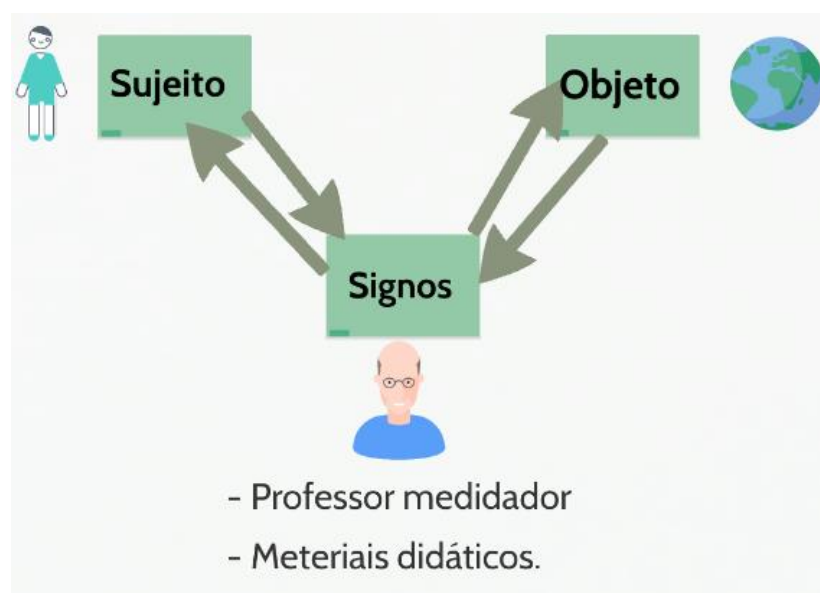 Sujeito
Objeto
Signos
- Professor medidador
- Meteriais didáticos.